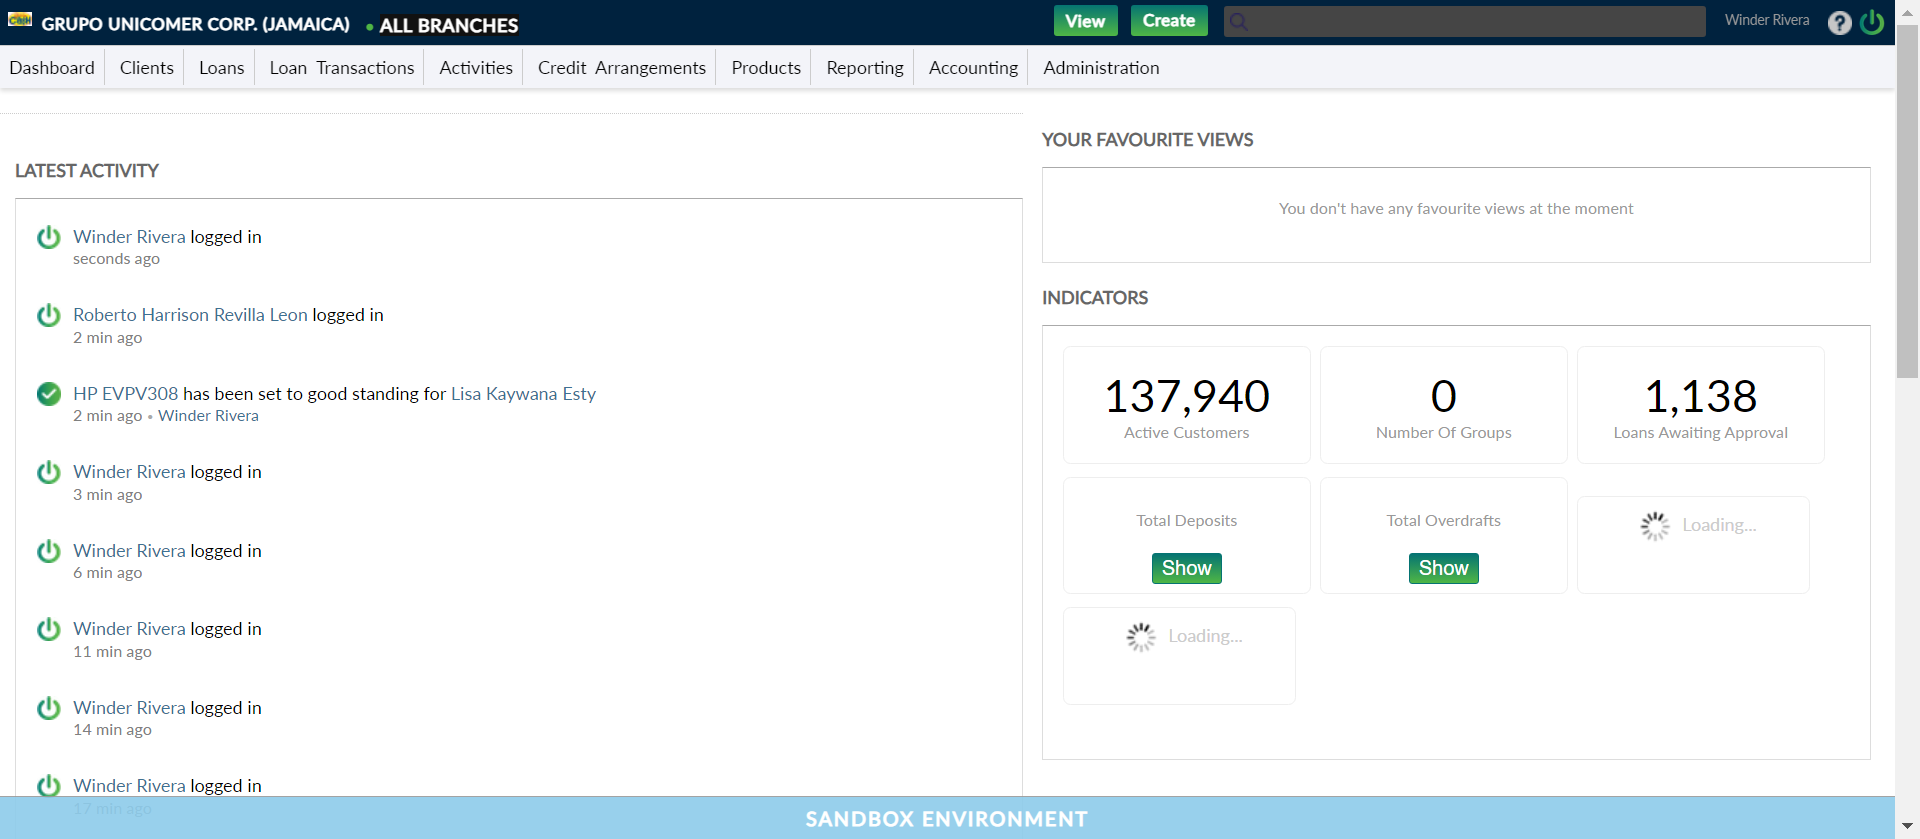 GRUPO UNICOMER CORP. (JAMAICA) • ALL BRANCHES View Create Winder Rivera ?
Dashboard Clients Loans Loan Transactions Activities Credit Arrangements Products Reporting Accounting Administration
LATEST ACTIVITY
Winder Rivera logged in
seconds ago
Roberto Harrison Revilla Leon logged in
2 min ago
HP EVPV308 has been set to good standing for Lisa Kaywana Esty
2 min ago • Winder Rivera
Winder Rivera logged in
3 min ago
Winder Rivera logged in
6 min ago
Winder Rivera logged in
11 min ago
Winder Rivera logged in
14 min ago
Winder Rivera logged in
17 min ago
YOUR FAVOURITE VIEWS
You don't have any favourite views at the moment
INDICATORS
137,940
Active Customers
0
Number Of Groups
1,138
Loans Awaiting Approval
Total Deposits
Show
Total Overdrafts
Show
Loading...
Loading...
SANDBOX ENVIRONMENT